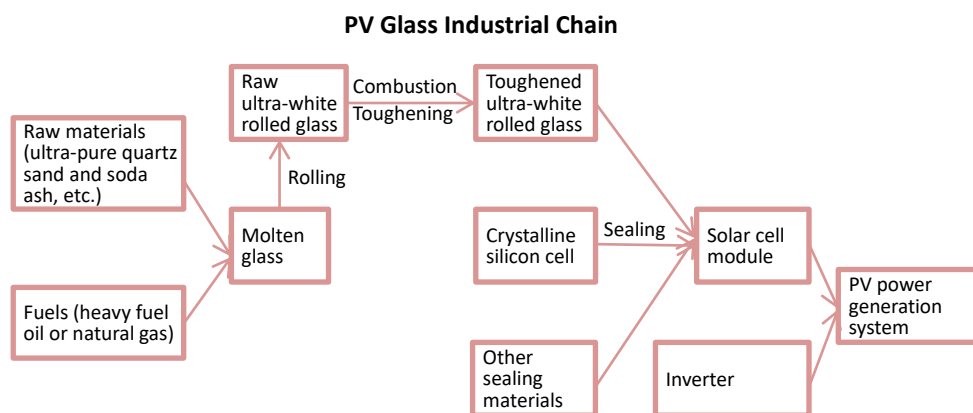 PV Glass Industrial Chain
Raw materials
(ultra-pure quartz
sand and soda
ash, etc.)
Fuels (heavy fuel
oil or natural gas)
Molten
glass
Rolling
Raw
ultra-white
rolled glass
Combustion
Toughening
Toughened
ultra-white
rolled glass
Crystalline
silicon cell
Sealing
Other
sealing
materials
Solar cell
module
Inverter
PV power
generation
system